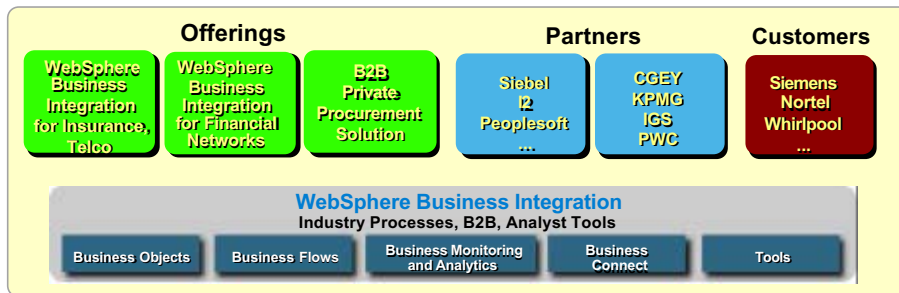 Offerings
Partners
Customers
WebSphere
Business
Integration
for Insurance,
Telco
WebSphere
Business
Integration
for Financial
Networks
B2B
Private
Procurement
Solution
Siebel
I2
Peoplesoft
....
CGEY
KPMG
IGS
PWC
Siemens
Nortel
Whirlpool
...
WebSphere Business Integration
Industry Processes, B2B, Analyst Tools
Business Objects
Business Flows
Business Monitoring
and Analytics
Business
Connect
Tools